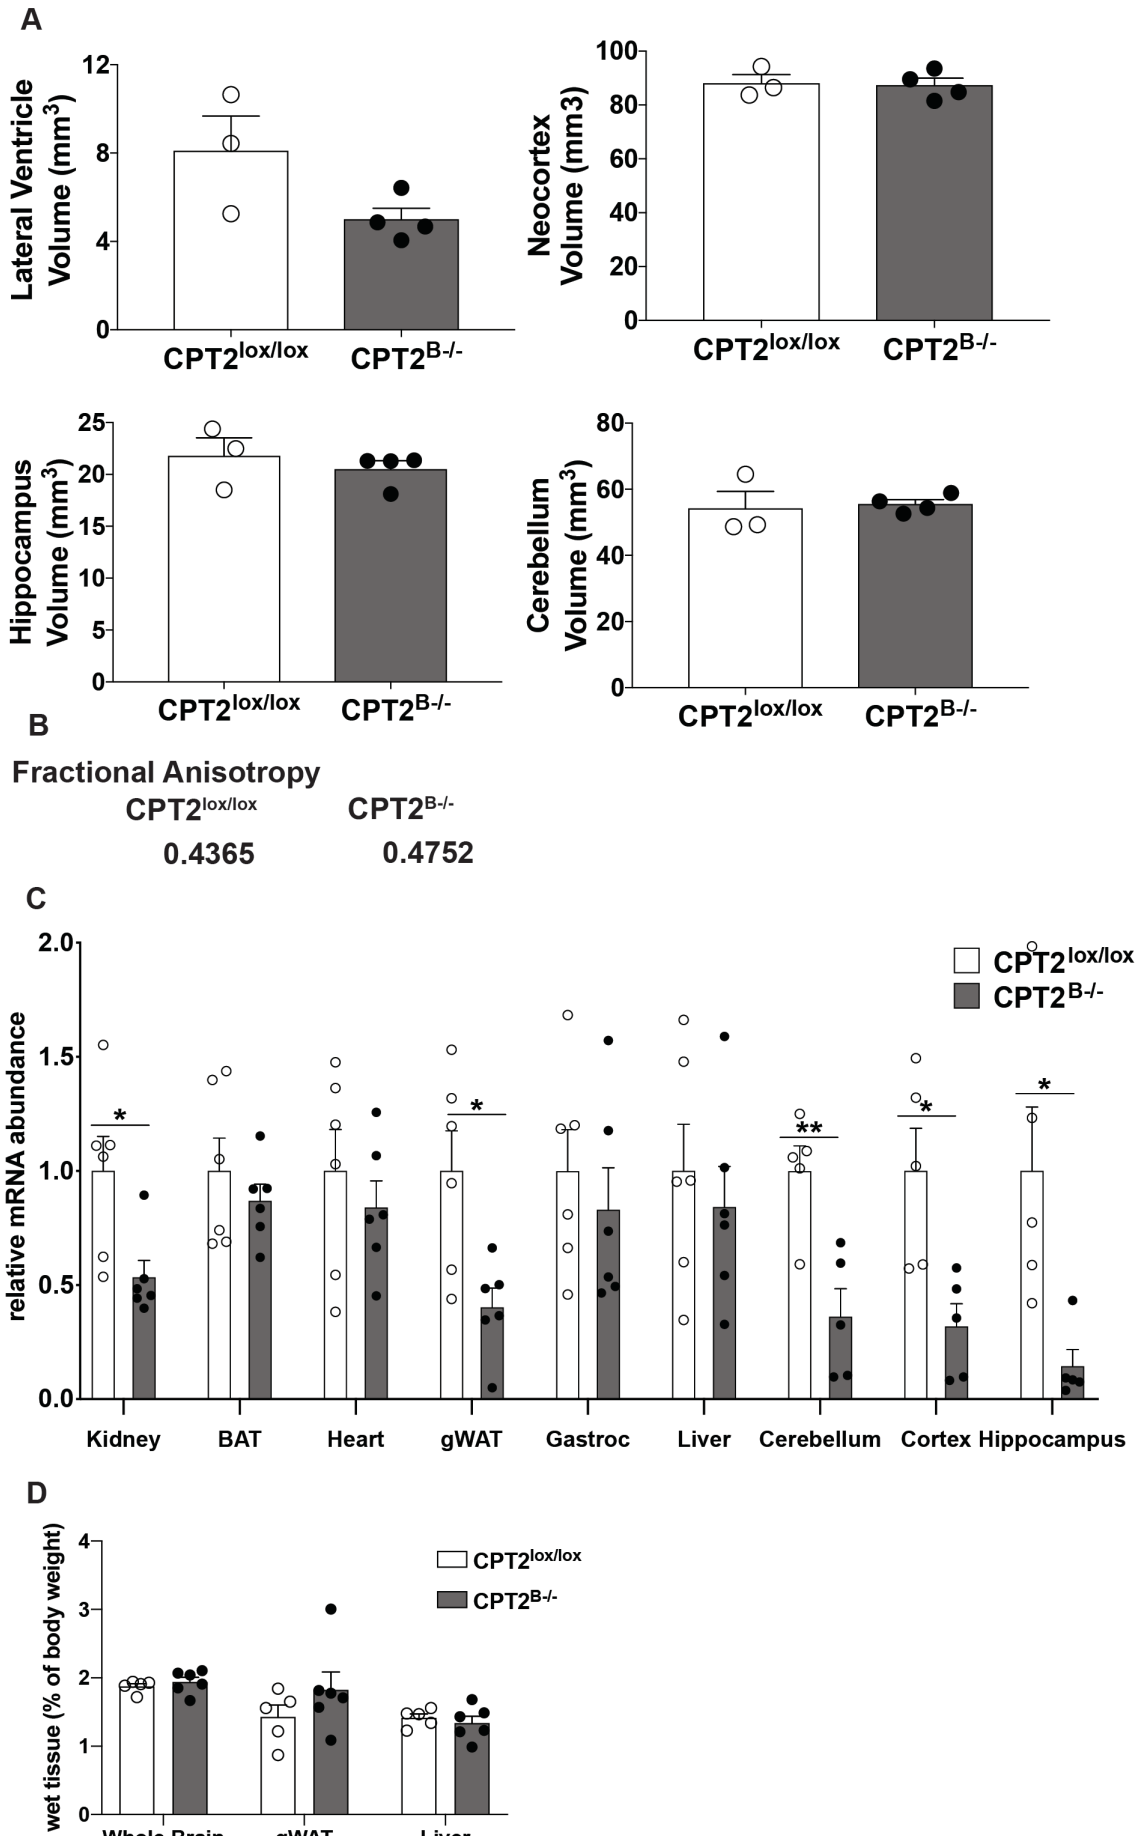 A
Lateral Ventricle
Volume (mm³)
12
8
4
0
CPT2lox/lox CPT2B-/-
Neocortex
Volume (mm3)
100
80
60
40
20
0
CPT2lox/lox CPT2B-/-
Hippocampus
Volume (mm³)
25
20
15
10
5
0
CPT2lox/lox CPT2B-/-
Cerebellum
Volume (mm³)
80
60
40
20
0
CPT2lox/lox CPT2B-/-
B
Fractional Anisotropy
CPT2lox/lox CPT2B-/-
0.4365 0.4752
C
relative mRNA abundance
2.0
1.5
1.0
0.5
0.0
CPT2lox/lox
CPT2B-/-
* * ** * *
Kidney BAT Heart gWAT Gastroc Liver Cerebellum Cortex Hippocampus
D
wet tissue (% of body weight)
4
3
2
1
0
CPT2lox/lox
CPT2B-/-
Whole Brain gWAT Liver